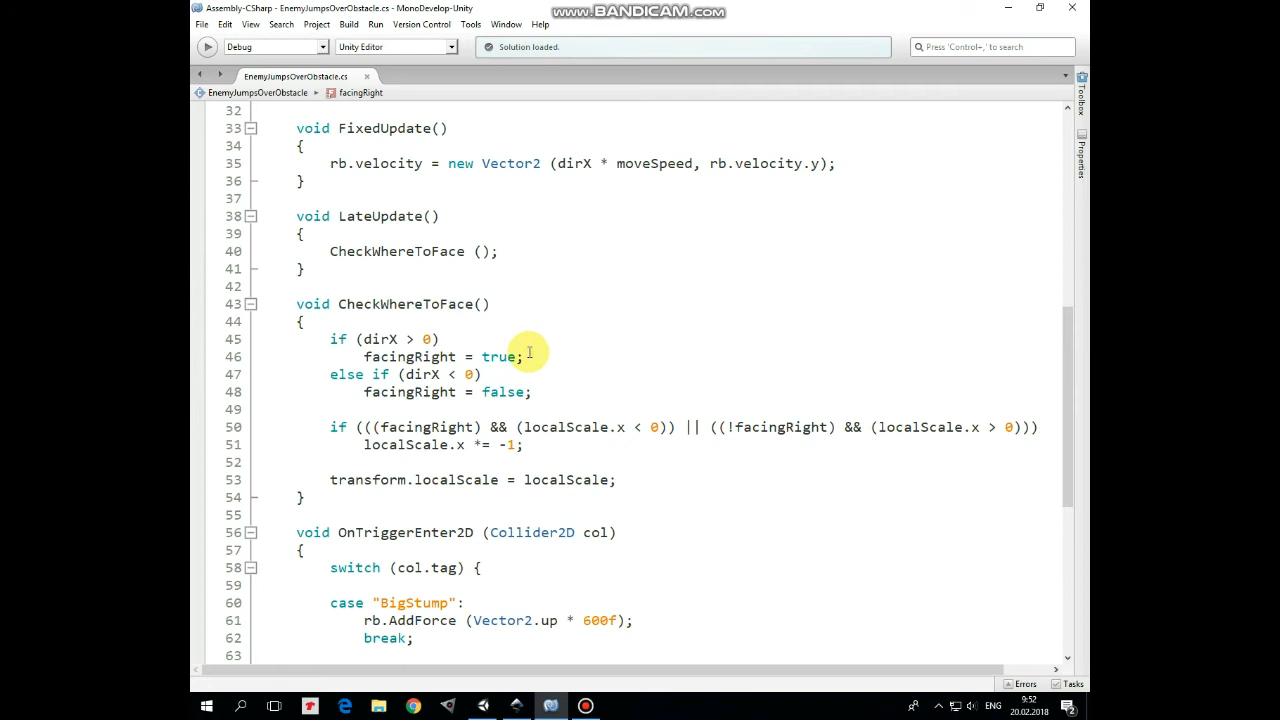 Assembly-CSharp - EnemyJumpsOverObstacle.cs - MonoDevelop-Unity
www.BANDICAM.com
File Edit View Search Project Build Run Version Control Tools Window Help
Debug
Unity Editor
Solution loaded.
Press 'Control+,' to search
EnemyJumpsOverObstacle.cs
EnemyJumpsOverObstacle
facingRight
Toolbox
Properties
32
33 void FixedUpdate()
34 {
35 rb.velocity = new Vector2 (dirX * moveSpeed, rb.velocity.y);
36 }
37
38 void LateUpdate()
39 {
40 CheckWhereToFace ();
41 }
42
43 void CheckWhereToFace()
44 {
45 if (dirX > 0)
46 facingRight = true;
47 else if (dirX < 0)
48 facingRight = false;
49
50 if (((facingRight) && (localScale.x < 0)) || ((!facingRight) && (localScale.x > 0)))
51 localScale.x *= -1;
52
53 transform.localScale = localScale;
54 }
55
56 void OnTriggerEnter2D (Collider2D col)
57 {
58 switch (col.tag) {
59
60 case "BigStump":
61 rb.AddForce (Vector2.up * 600f);
62 break;
63
Errors Tasks
ENG
9:52
20.02.2018
2